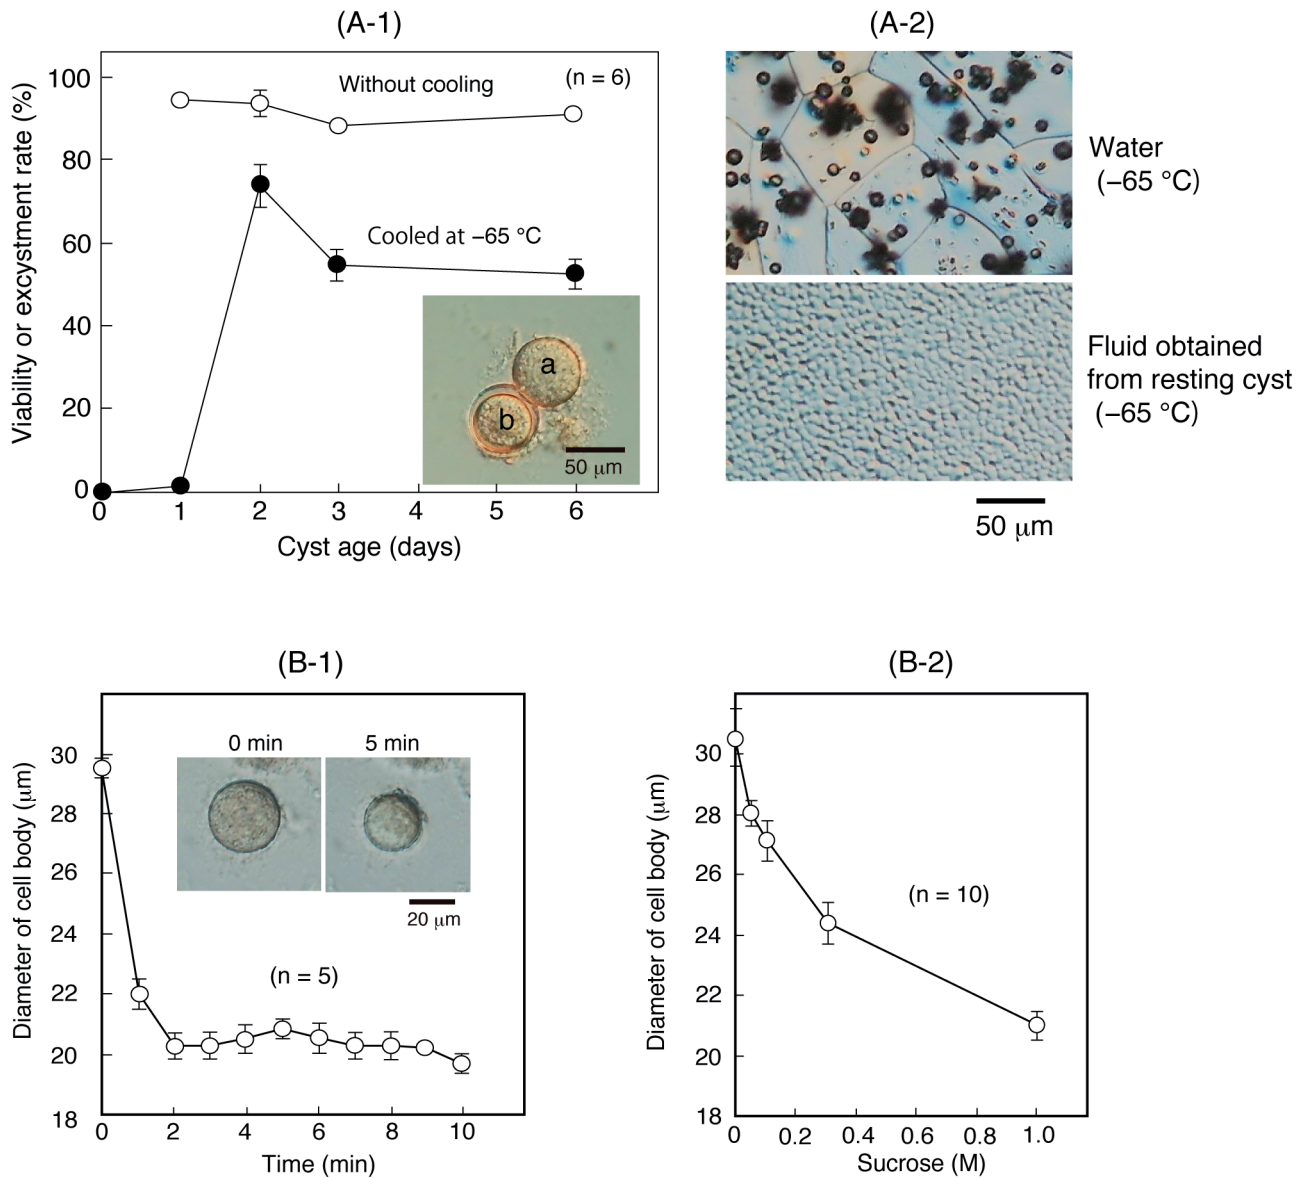 (A-1)
Viability or excystment rate (%)
100
80
60
40
20
0
Without cooling
(n = 6)
Cooled at –65 °C
a
b
50 μm
0 1 2 3 4 5 6
Cyst age (days)
(A-2)
Water
(–65 °C)
Fluid obtained
from resting cyst
(–65 °C)
50 μm
(B-1)
Diameter of cell body (μm)
30
28
26
24
22
20
18
0 min 5 min
20 μm
(n = 5)
0 2 4 6 8 10
Time (min)
(B-2)
Diameter of cell body (μm)
30
28
26
24
22
20
18
(n = 10)
0 0.2 0.4 0.6 0.8 1.0
Sucrose (M)